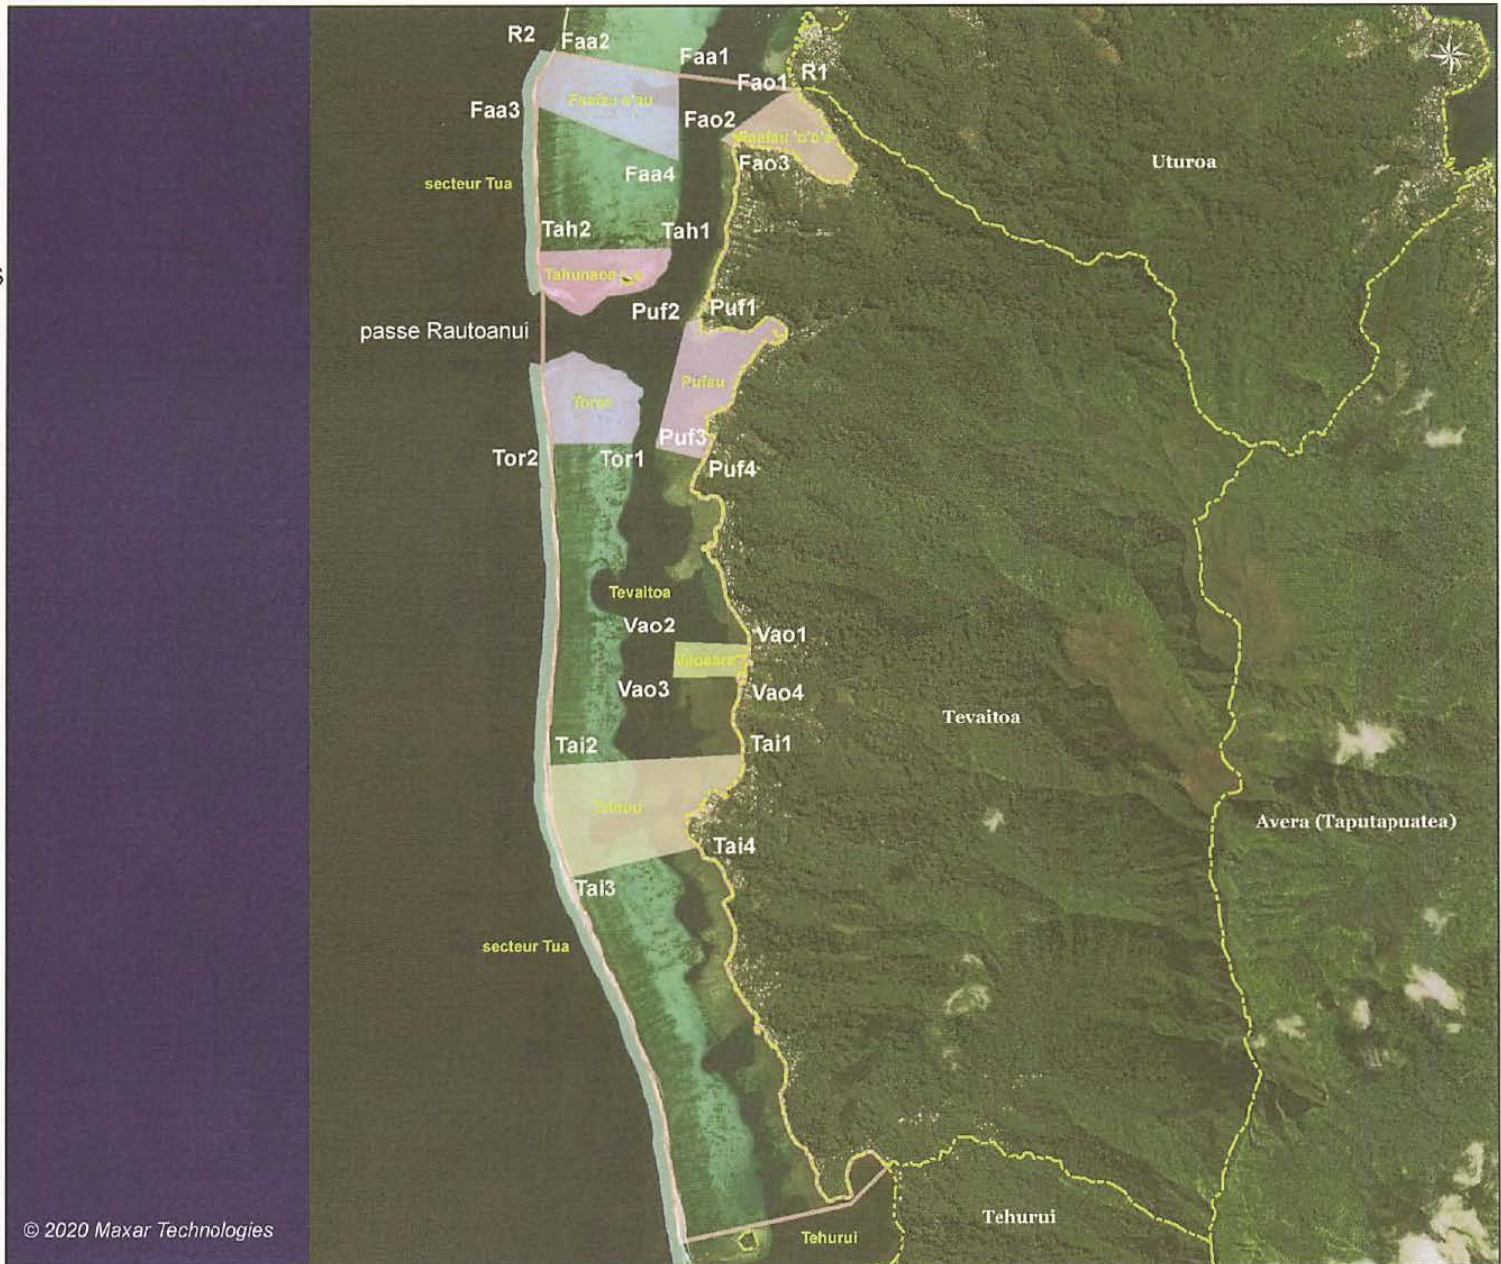 R2
Faa2
Faa1
Fao1
R1
Faa3
Fao2
Fao3
Uturoa
Faa4
secteur Tua
Tah2
Tah1
s
Puf2
Puf1
passe Rautoanui
Pufau
Puf3
Tor2
Tor1
Puf4
Tevaitoa
Vao2
Vao1
Vao3
Vao4
Tevaitoa
Tai2
Tai1
Avera (Taputapuatea)
Tai4
Tai3
secteur Tua
Tehurui
Tehurui
© 2020 Maxar Technologies